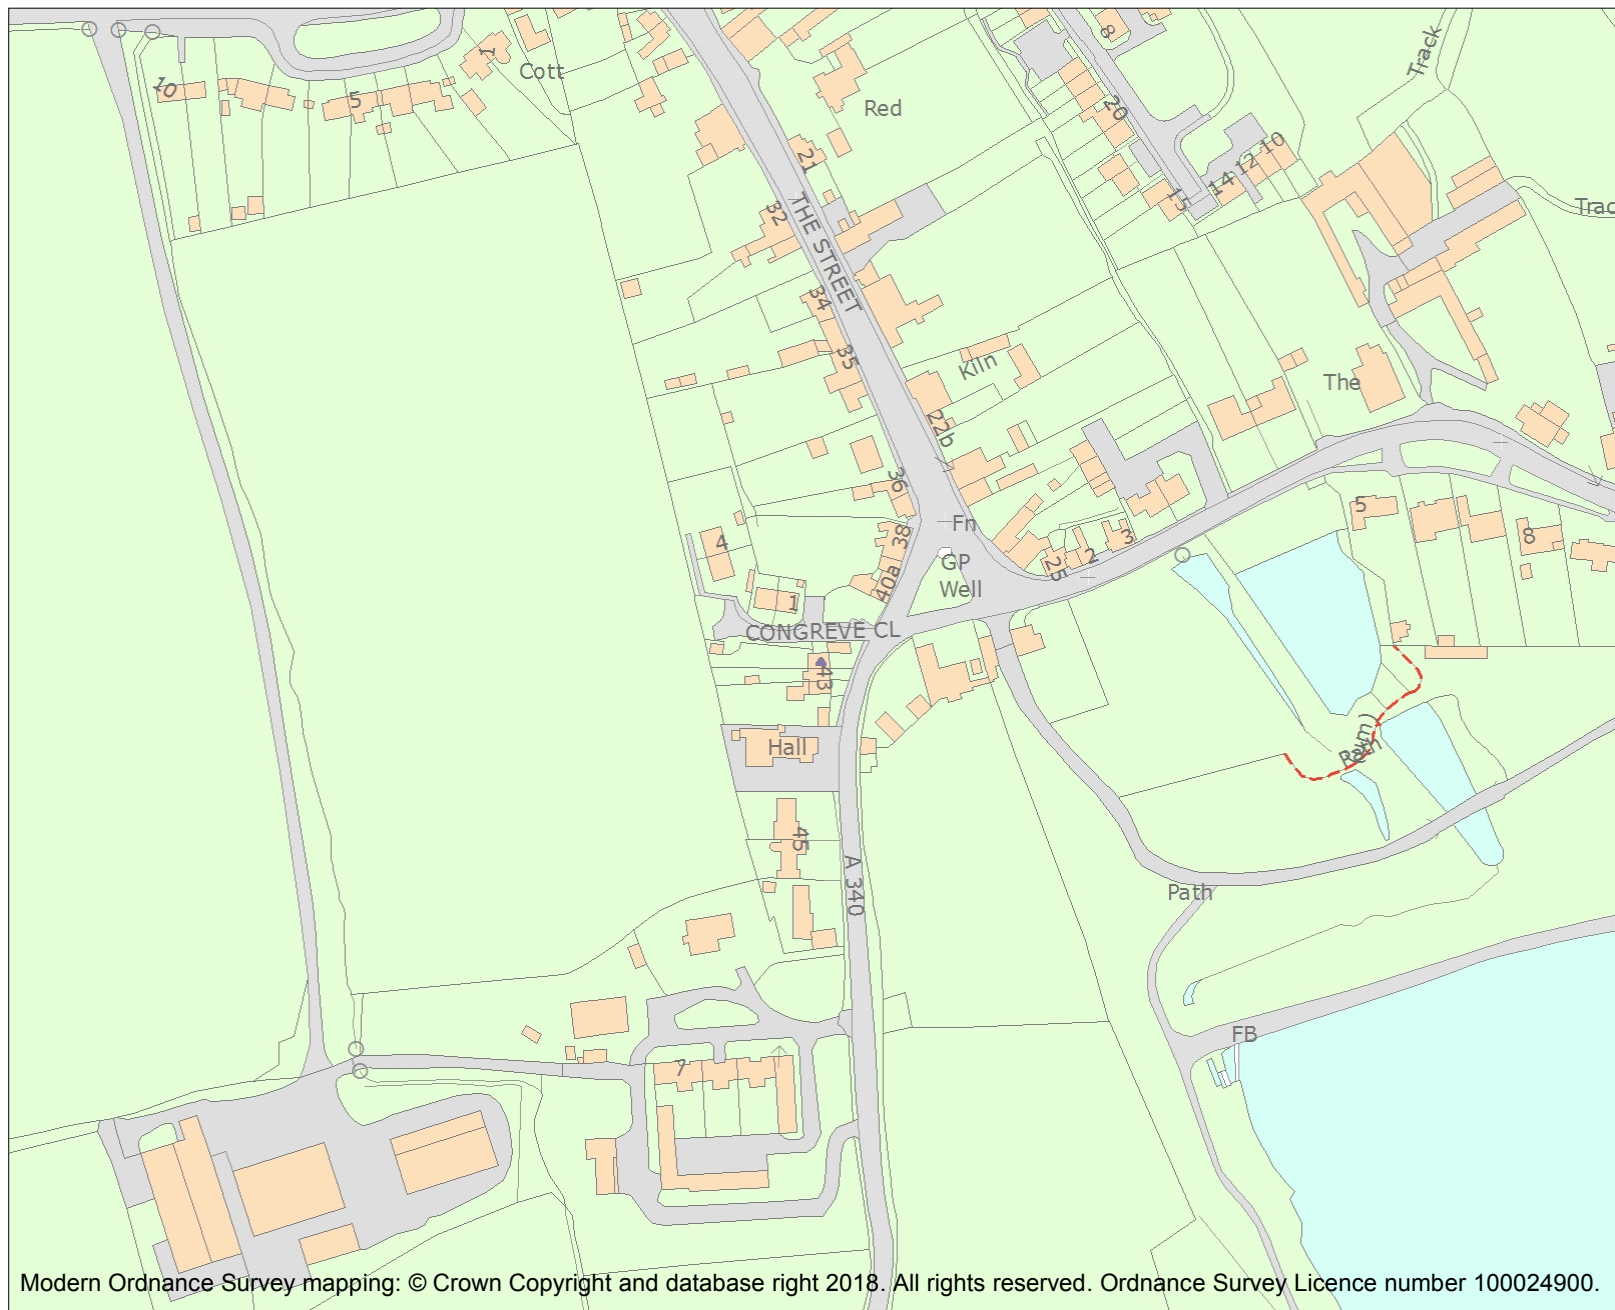 Cott
1
10
5
Red
8
20
21
Track
14 12 10
15
Trac
32
THE STREET
34
35
Kiln
The
22b
36
Fn
38
GP
Well
40a
25
2
3
5
8
4
1
CONGREVE CL
43
Hall
Path
(um)
45
A 340
Path
FB
7
Modern Ordnance Survey mapping: © Crown Copyright and database right 2018. All rights reserved. Ordnance Survey Licence number 100024900.